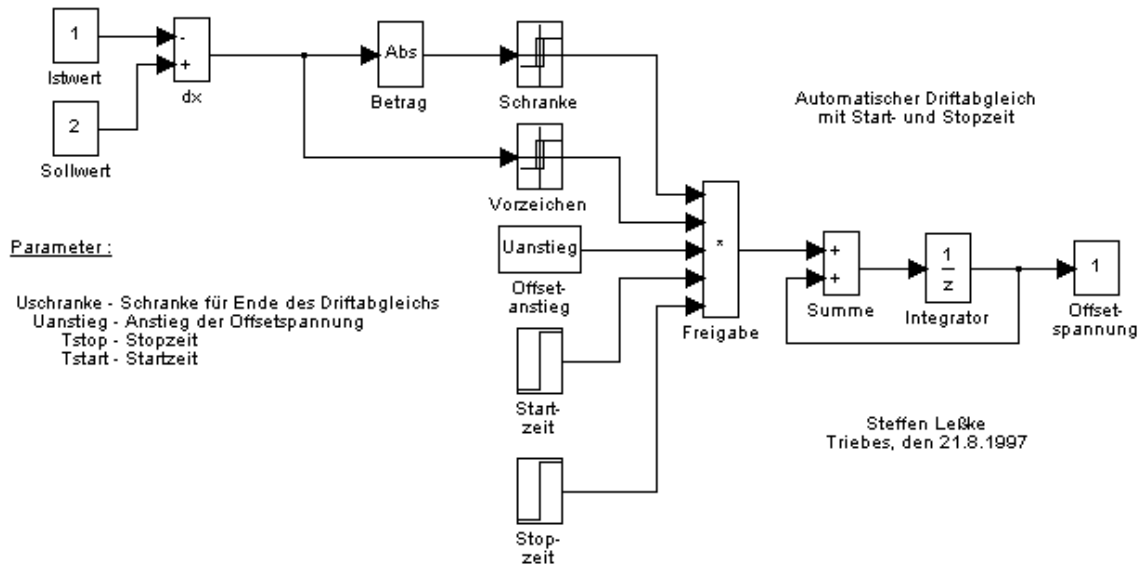 1
-
+
Istwert
dx
2
Sollwert
Abs
Betrag
Schranke
Vorzeichen
Automatischer Driftabgleich
mit Start- und Stopzeit
Parameter :
Uschranke - Schranke für Ende des Driftabgleichs
Uanstieg - Anstieg der Offsetspannung
Tstop - Stopzeit
Tstart - Startzeit
Uanstieg
Offset-
anstieg
Start-
zeit
Stop-
zeit
*
Freigabe
+
+
Summe
1
z
Integrator
1
Offset-
spannung
Steffen Leßke
Triebes, den 21.8.1997